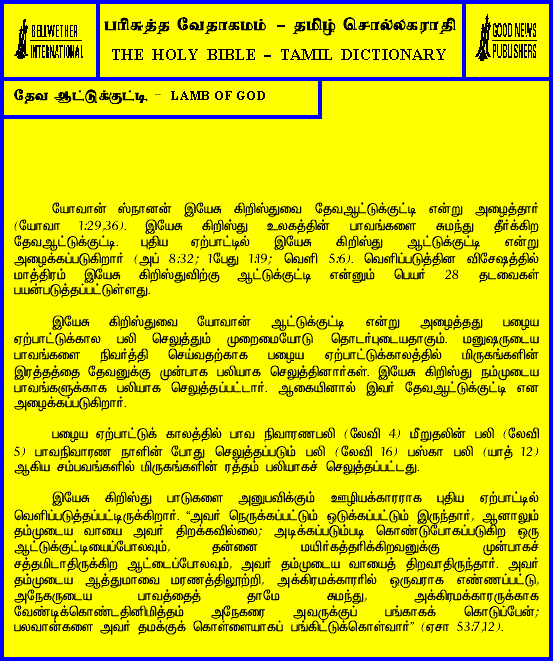 BELLWETHER
INTERNATIONAL
பரிசுத்த வேதாகமம் - தமிழ் சொல்லகராதி
THE HOLY BIBLE - TAMIL DICTIONARY
GOOD NEWS
PUBLISHERS
தேவ ஆட்டுக்குட்டி - LAMB OF GOD
யோவான் ஸ்நானன் இயேசு கிறிஸ்துவை தேவஆட்டுக்குட்டி என்று அழைத்தார்
(யோவா 1:29,36). இயேசு கிறிஸ்து உலகத்தின் பாவங்களை சுமந்து தீர்க்கிற
தேவஆட்டுக்குட்டி. புதிய ஏற்பாட்டில் இயேசு கிறிஸ்து ஆட்டுக்குட்டி என்று
அழைக்கப்படுகிறார் (அப் 8:32; 1பேது 1:19; வெளி 5:6). வெளிப்படுத்தின விசேஷத்தில்
மாத்திரம் இயேசு கிறிஸ்துவிற்கு ஆட்டுக்குட்டி என்னும் பெயர் 28 தடவைகள்
பயன்படுத்தப்பட்டுள்ளது.
இயேசு கிறிஸ்துவை யோவான் ஆட்டுக்குட்டி என்று அழைத்தது பழைய
ஏற்பாட்டுக்கால பலி செலுத்தும் முறைமையோடு தொடர்புடையதாகும். மனுஷருடைய
பாவங்களை நிவர்த்தி செய்வதற்காக பழைய ஏற்பாட்டுக்காலத்தில் மிருகங்களின்
இரத்தத்தை தேவனுக்கு முன்பாக பலியாக செலுத்தினார்கள். இயேசு கிறிஸ்து நம்முடைய
பாவங்களுக்காக பலியாக செலுத்தப்பட்டார். ஆகையினால் இவர் தேவஆட்டுக்குட்டி என
அழைக்கப்படுகிறார்.
பழைய ஏற்பாட்டுக் காலத்தில் பாவ நிவாரணபலி (லேவி 4) மீறுதலின் பலி (லேவி
5) பாவநிவாரண நாளின் போது செலுத்தப்படும் பலி (லேவி 16) பஸ்கா பலி (யாத் 12)
ஆகிய சம்பவங்களில் மிருகங்களின் ரத்தம் பலியாகச் செலுத்தப்பட்டது.
இயேசு கிறிஸ்து பாடுகளை அனுபவிக்கும் ஊழியக்காரராக புதிய ஏற்பாட்டில்
வெளிப்படுத்தப்பட்டிருக்கிறார். “அவர் நெருக்கப்பட்டும் ஒடுக்கப்பட்டும் இருந்தார், ஆனாலும்
தம்முடைய வாயை அவர் திறக்கவில்லை; அடிக்கப்படும்படி கொண்டுபோகப்படுகிற ஒரு
ஆட்டுக்குட்டியைப்போலவும், தன்னை மயிர்கத்தரிக்கிறவனுக்கு முன்பாகச்
சத்தமிடாதிருக்கிற ஆட்டைப்போலவும், அவர் தம்முடைய வாயைத் திறவாதிருந்தார். அவர்
தம்முடைய ஆத்துமாவை மரணத்திலூற்றி, அக்கிரமக்காரரில் ஒருவராக எண்ணப்பட்டு,
அநேகருடைய பாவத்தைத் தாமே சுமந்து, அக்கிரமக்காரருக்காக
வேண்டிக்கொண்டதினிமித்தம் அநேகரை அவருக்குப் பங்காகக் கொடுப்பேன்;
பலவான்களை அவர் தமக்குக் கொள்ளையாகப் பங்கிட்டுக்கொள்வார்” (ஏசா 53:7,12).